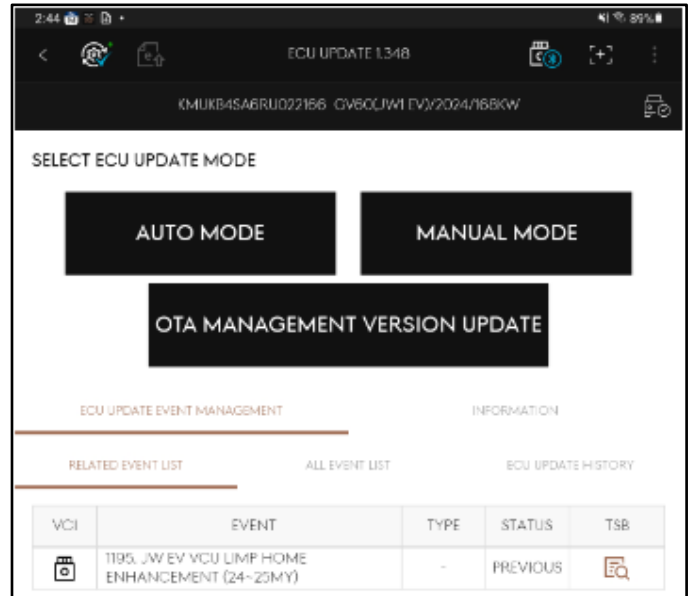 2:44 89%
ECU UPDATE 1.348
KMUKB4SA6RU022166 GV60(JW1 EV)/2024/168KW
SELECT ECU UPDATE MODE
AUTO MODE MANUAL MODE
OTA MANAGEMENT VERSION UPDATE
ECU UPDATE EVENT MANAGEMENT INFORMATION
RELATED EVENT LIST ALL EVENT LIST ECU UPDATE HISTORY
VCI EVENT TYPE STATUS TSB
1195. JW EV VCU LIMP HOME
ENHANCEMENT (24~25MY) - PREVIOUS